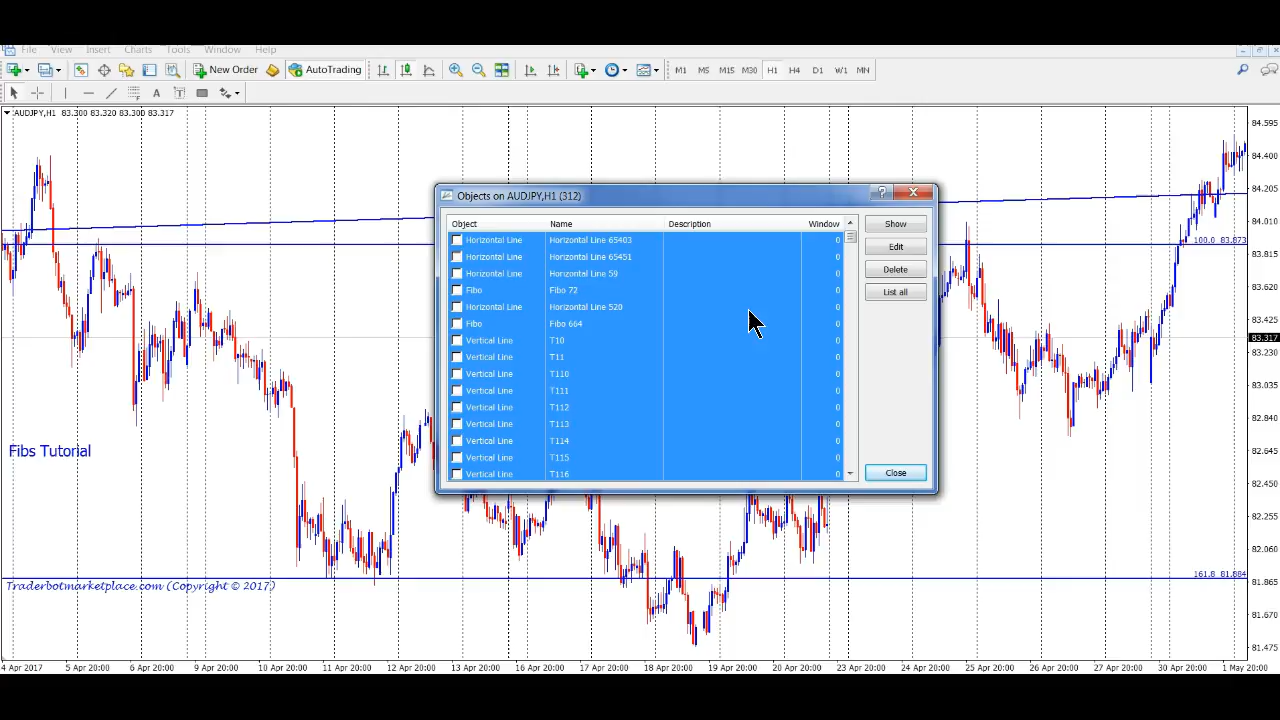 File View Insert Charts Tools Window Help
New Order AutoTrading M1 M5 M15 M30 H1 H4 D1 W1 MN
A T
AUDJPY,H1 83.300 83.320 83.300 83.317
84.595
84.400
84.205
84.010
83.815
83.620
83.425
83.317
83.230
83.035
82.840
82.645
82.450
82.255
82.060
81.865
81.670
81.475
100.0 83.873
161.8 81.884
Objects on AUDJPY,H1 (312)
Object Name Description Window
Horizontal Line Horizontal Line 65403 0
Horizontal Line Horizontal Line 65451 0
Horizontal Line Horizontal Line 59 0
Fibo Fibo 72 0
Horizontal Line Horizontal Line 520 0
Fibo Fibo 664 0
Vertical Line T10 0
Vertical Line T11 0
Vertical Line T110 0
Vertical Line T111 0
Vertical Line T112 0
Vertical Line T113 0
Vertical Line T114 0
Vertical Line T115 0
Vertical Line T116 0
Show
Edit
Delete
List all
Close
Fibs Tutorial
Traderbotmarketplace.com (Copyright © 2017)
4 Apr 2017 5 Apr 20:00 6 Apr 20:00 9 Apr 20:00 10 Apr 20:00 11 Apr 20:00 12 Apr 20:00 13 Apr 20:00 16 Apr 20:00 17 Apr 20:00 18 Apr 20:00 19 Apr 20:00 20 Apr 20:00 23 Apr 20:00 24 Apr 20:00 25 Apr 20:00 26 Apr 20:00 27 Apr 20:00 30 Apr 20:00 1 May 20:00